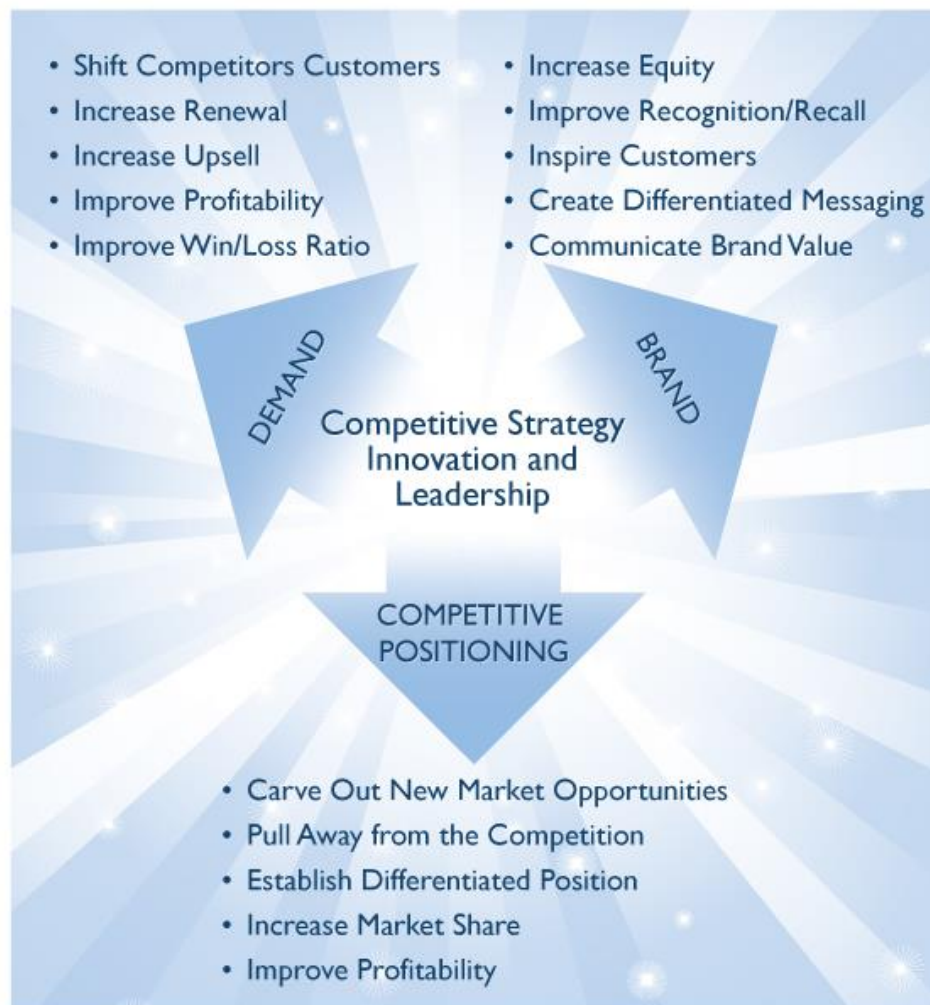 • Shift Competitors Customers
• Increase Renewal
• Increase Upsell
• Improve Profitability
• Improve Win/Loss Ratio
• Increase Equity
• Improve Recognition/Recall
• Inspire Customers
• Create Differentiated Messaging
• Communicate Brand Value
DEMAND
BRAND
Competitive Strategy
Innovation and
Leadership
COMPETITIVE
POSITIONING
• Carve Out New Market Opportunities
• Pull Away from the Competition
• Establish Differentiated Position
• Increase Market Share
• Improve Profitability